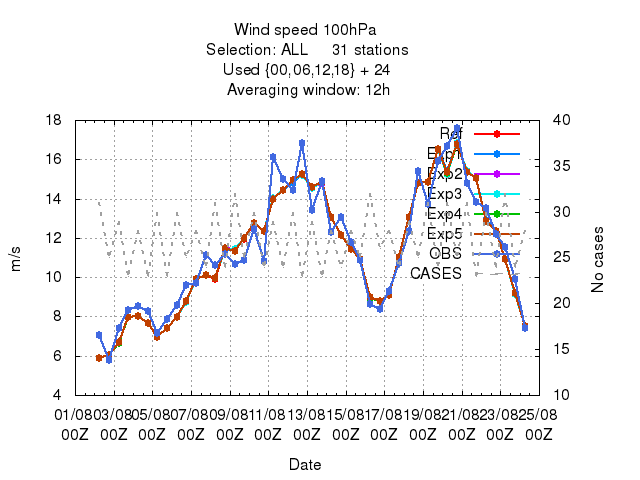 Wind speed 100hPa
Selection: ALL 31 stations
Used {00,06,12,18} + 24
Averaging window: 12h
18 40
16 35
14 30
12 25
10 20
8 15
6 10
4
m/s
No cases
Ref
Exp1
Exp2
Exp3
Exp4
Exp5
OBS
CASES
01/08 03/08 05/08 07/08 09/08 11/08 13/08 15/08 17/08 19/08 21/08 23/08 25/08
00Z 00Z 00Z 00Z 00Z 00Z 00Z 00Z 00Z 00Z 00Z 00Z 00Z
Date